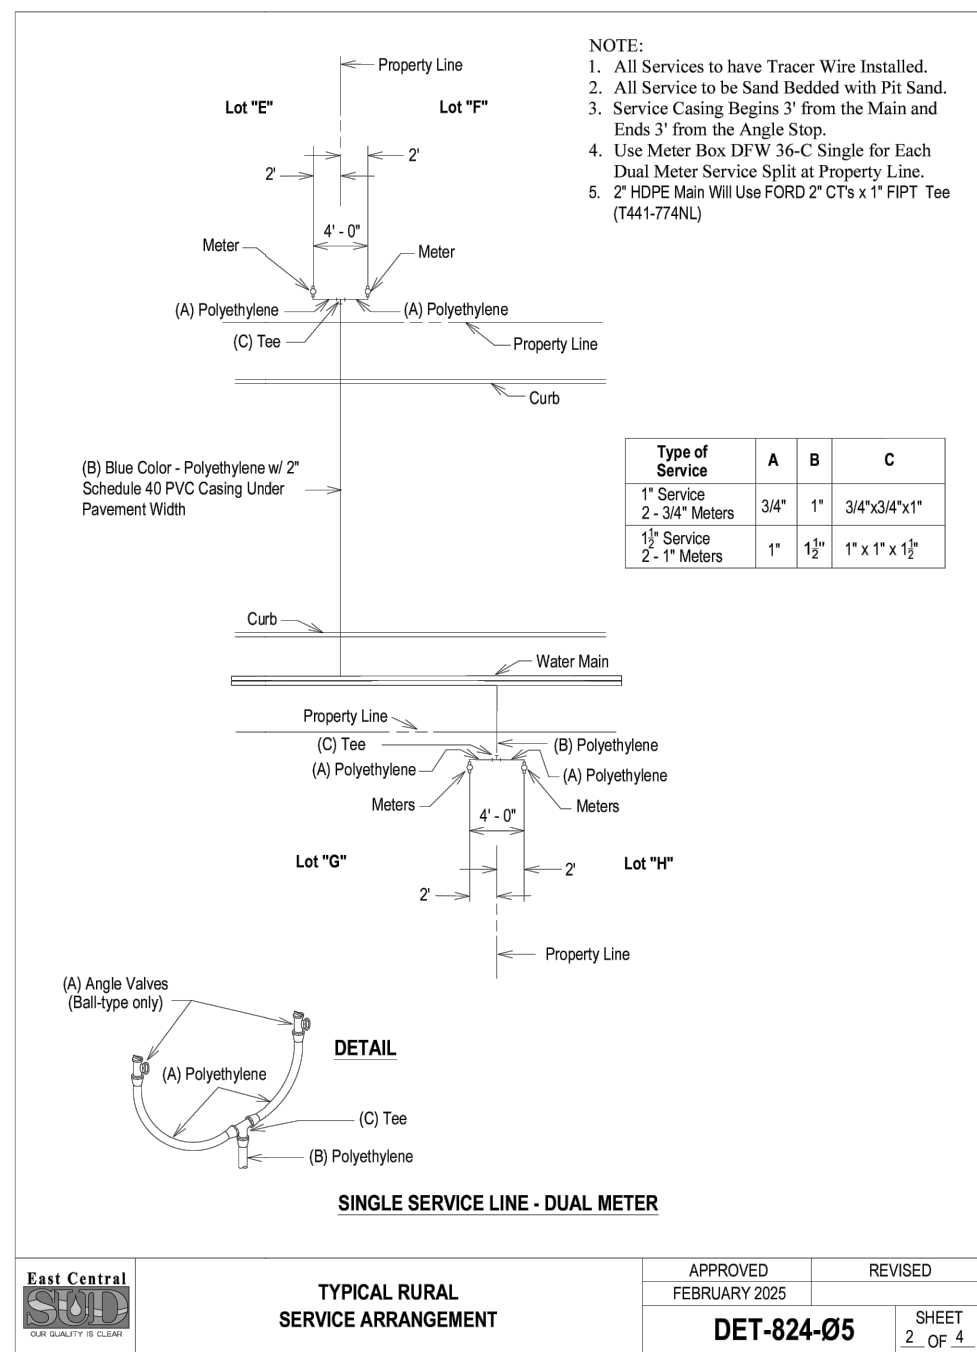 NOTE:
1. All Services to have Tracer Wire Installed.
2. All Service to be Sand Bedded with Pit Sand.
3. Service Casing Begins 3' from the Main and
Ends 3' from the Angle Stop.
4. Use Meter Box DFW 36-C Single for Each
Dual Meter Service Split at Property Line.
5. 2" HDPE Main Will Use FORD 2" CT's x 1" FIPT Tee
(T441-774NL)
Property Line
Lot "E"
Lot "F"
2'
2'
4' - 0"
Meter
Meter
(A) Polyethylene
(A) Polyethylene
(C) Tee
Property Line
Curb
(B) Blue Color - Polyethylene w/ 2"
Schedule 40 PVC Casing Under
Pavement Width
Type of
Service
A
B
C
1" Service
2 - 3/4" Meters
3/4"
1"
3/4"x3/4"x1"
1½" Service
2 - 1" Meters
1"
1½"
1" x 1" x 1½"
Curb
Water Main
Property Line
(C) Tee
(B) Polyethylene
(A) Polyethylene
(A) Polyethylene
Meters
Meters
4' - 0"
Lot "G"
Lot "H"
2'
2'
Property Line
(A) Angle Valves
(Ball-type only)
DETAIL
(A) Polyethylene
(C) Tee
(B) Polyethylene
SINGLE SERVICE LINE - DUAL METER
East Central
SUD
OUR QUALITY IS CLEAR
TYPICAL RURAL
SERVICE ARRANGEMENT
APPROVED
REVISED
FEBRUARY 2025
DET-824-Ø5
SHEET
2 OF 4